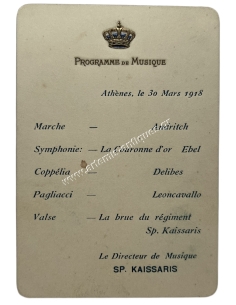 PROGRAMME DE MUSIQUE
Athènes, le 30 Mars 1918
Marche — Andritch
Symphonie: — La Couronne d'or Ebel
Coppélia — Delibes
Pagliacci — Leoncavallo
Valse — La brue du régiment
Sp. Kaissaris
Le Directeur de Musique
SP. KAISSARIS